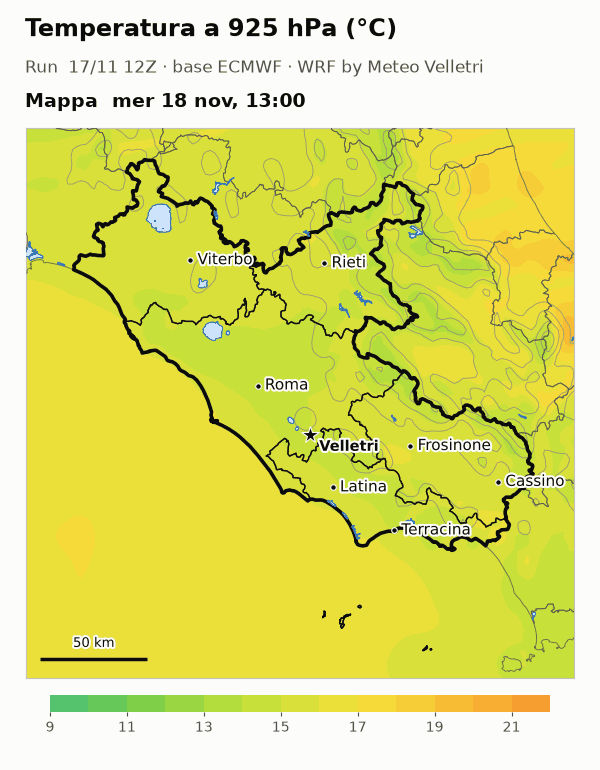 Temperatura a 925 hPa (°C)
Run  17/11 12Z · base ECMWF · WRF by Meteo Velletri
Mappa  mer 18 nov, 13:00
Viterbo
Rieti
Roma
Velletri
Frosinone
Cassino
Latina
Terracina
50 km
9 11 13 15 17 19 21